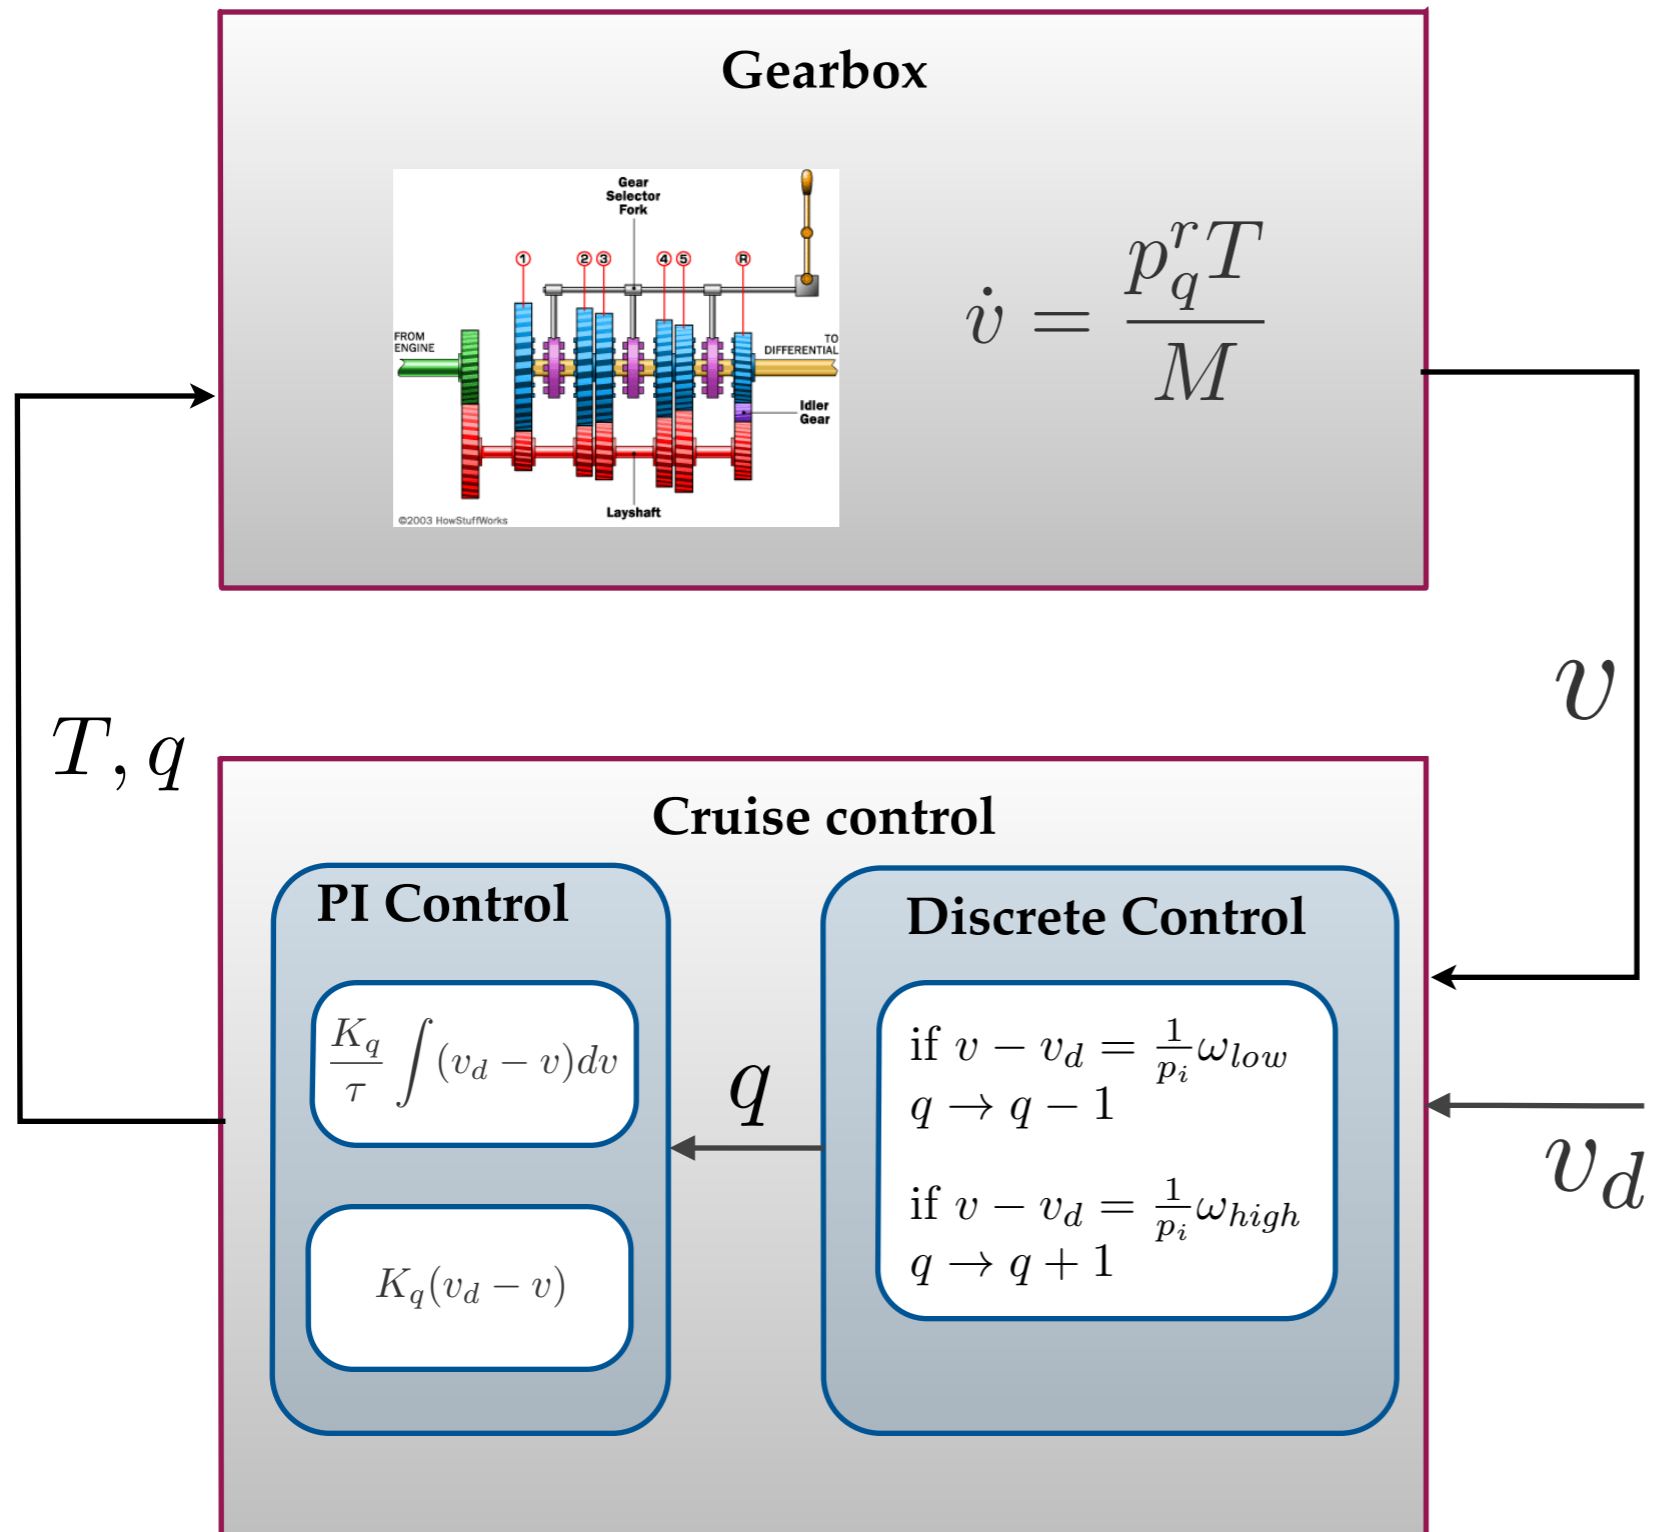 Gearbox
Gear
Selector
Fork
① ② ③ ④ ⑤ Ⓡ
FROM
ENGINE
TO
DIFFERENTIAL
Idler
Gear
Layshaft
©2003 HowStuffWorks
v̇ = p_q^r T / M
T, q
v
Cruise control
PI Control
K_q/τ ∫(v_d − v)dv
K_q(v_d − v)
q
Discrete Control
if v − v_d = 1/p_i ω_low
q → q − 1
if v − v_d = 1/p_i ω_high
q → q + 1
v_d